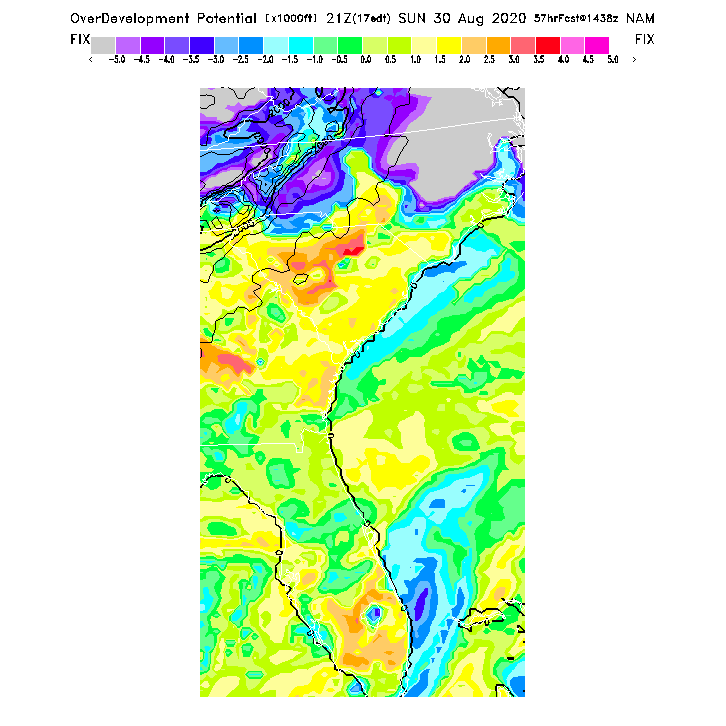 OverDevelopment Potential [x1000ft] 21Z(17edt) SUN 30 Aug 2020 57hrFcst@1438z NAM
FIX FIX
< -5.0 -4.5 -4.0 -3.5 -3.0 -2.5 -2.0 -1.5 -1.0 -0.5 0.0 0.5 1.0 1.5 2.0 2.5 3.0 3.5 4.0 4.5 5.0 >